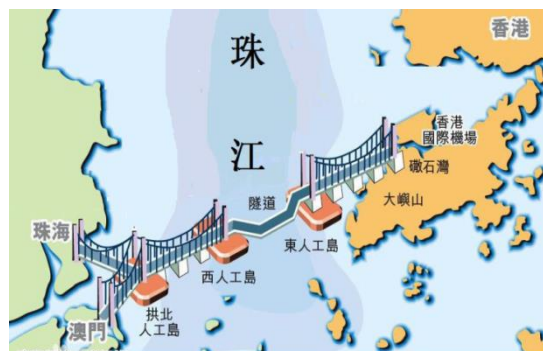 香港
珠
江
香港
國際機場
礮石灣
大嶼山
隧道
東人工島
珠海
西人工島
拱北
人工島
澳門